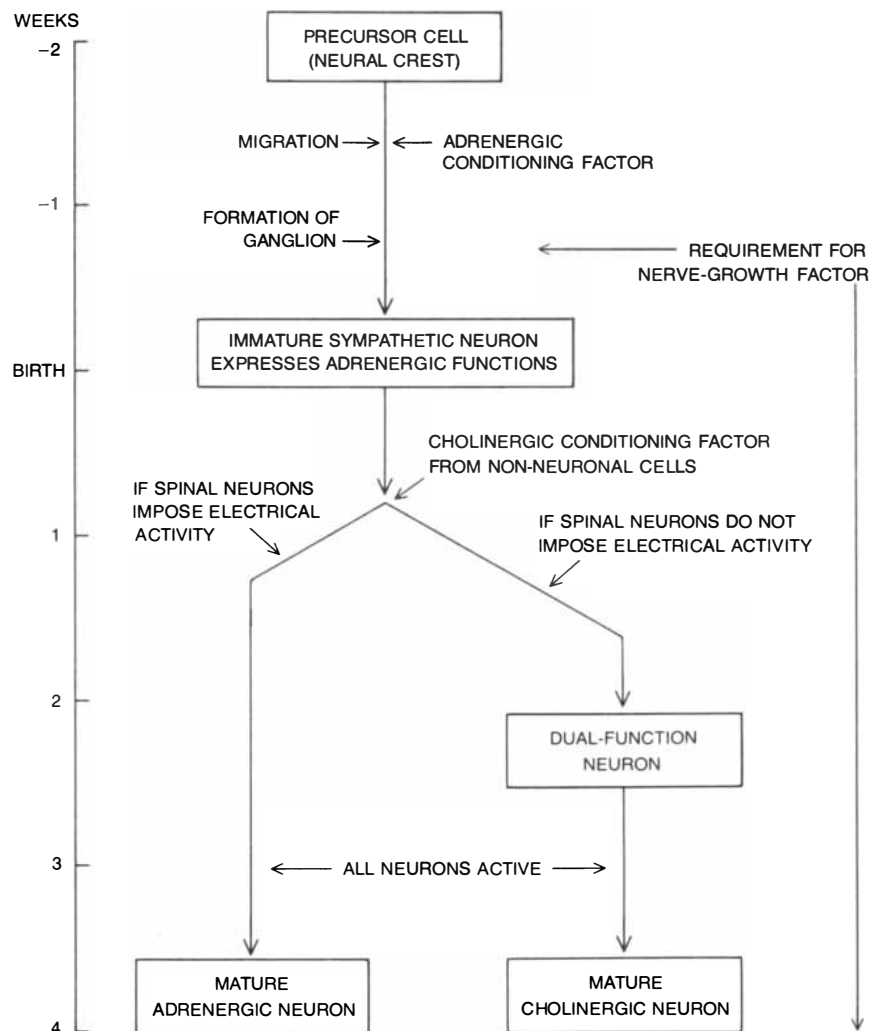 WEEKS
-2
PRECURSOR CELL
(NEURAL CREST)
MIGRATION
ADRENERGIC
CONDITIONING FACTOR
-1
FORMATION OF
GANGLION
REQUIREMENT FOR
NERVE-GROWTH FACTOR
IMMATURE SYMPATHETIC NEURON
EXPRESSES ADRENERGIC FUNCTIONS
BIRTH
CHOLINERGIC CONDITIONING FACTOR
FROM NON-NEURONAL CELLS
IF SPINAL NEURONS
IMPOSE ELECTRICAL
ACTIVITY
1
IF SPINAL NEURONS DO NOT
IMPOSE ELECTRICAL ACTIVITY
2
DUAL-FUNCTION
NEURON
3
ALL NEURONS ACTIVE
MATURE
ADRENERGIC NEURON
MATURE
CHOLINERGIC NEURON
4